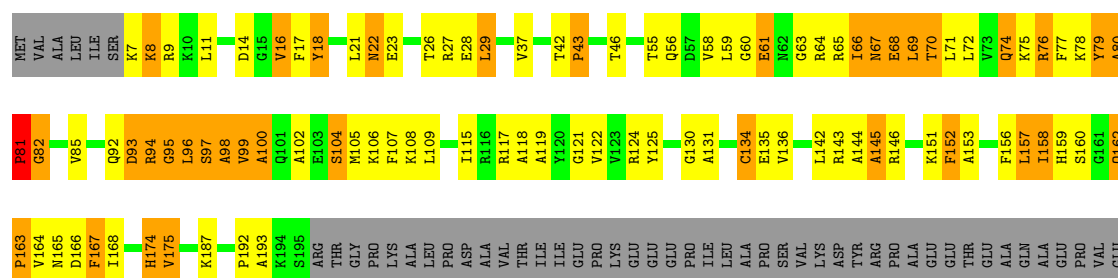 MET VAL ALA LEU ILE SER K7 K8 R9 K10 L11 D14 G15 V16 F17 Y18 L21 N22 E23 T26 R27 E28 L29 V37 T42 P43 T46 T55 Q56 D57 V58 L59 G60 E61 N62 G63 R64 R65 I66 N67 E68 L69 T70 L71 L72 V73 Q74 K75 R76 F77 K78 Y79
P81 G82 V85 Q92 D93 R94 G95 L96 S97 A98 V99 A100 Q101 A102 E103 S104 M105 K106 F107 K108 L109 I115 R116 R117 A118 A119 Y120 G121 V122 V123 R124 Y125 G130 A131 C134 E135 V136 L142 R143 A144 A145 R146 K151 F152 A153 F156 L157 I158 H159 S160 G161
P163 V164 N165 D166 F167 I168 H174 V175 K187 P192 A193 K194 S195 ARG THR GLY PRO LYS ALA LEU PRO ASP ALA VAL THR ILE ILE GLU PRO LYS GLU GLU PRO ILE LEU ALA PRO SER VAL LYS ASP TYR ARG PRO ALA GLU GLU THR GLU ALA GLN ALA GLU PRO VAL